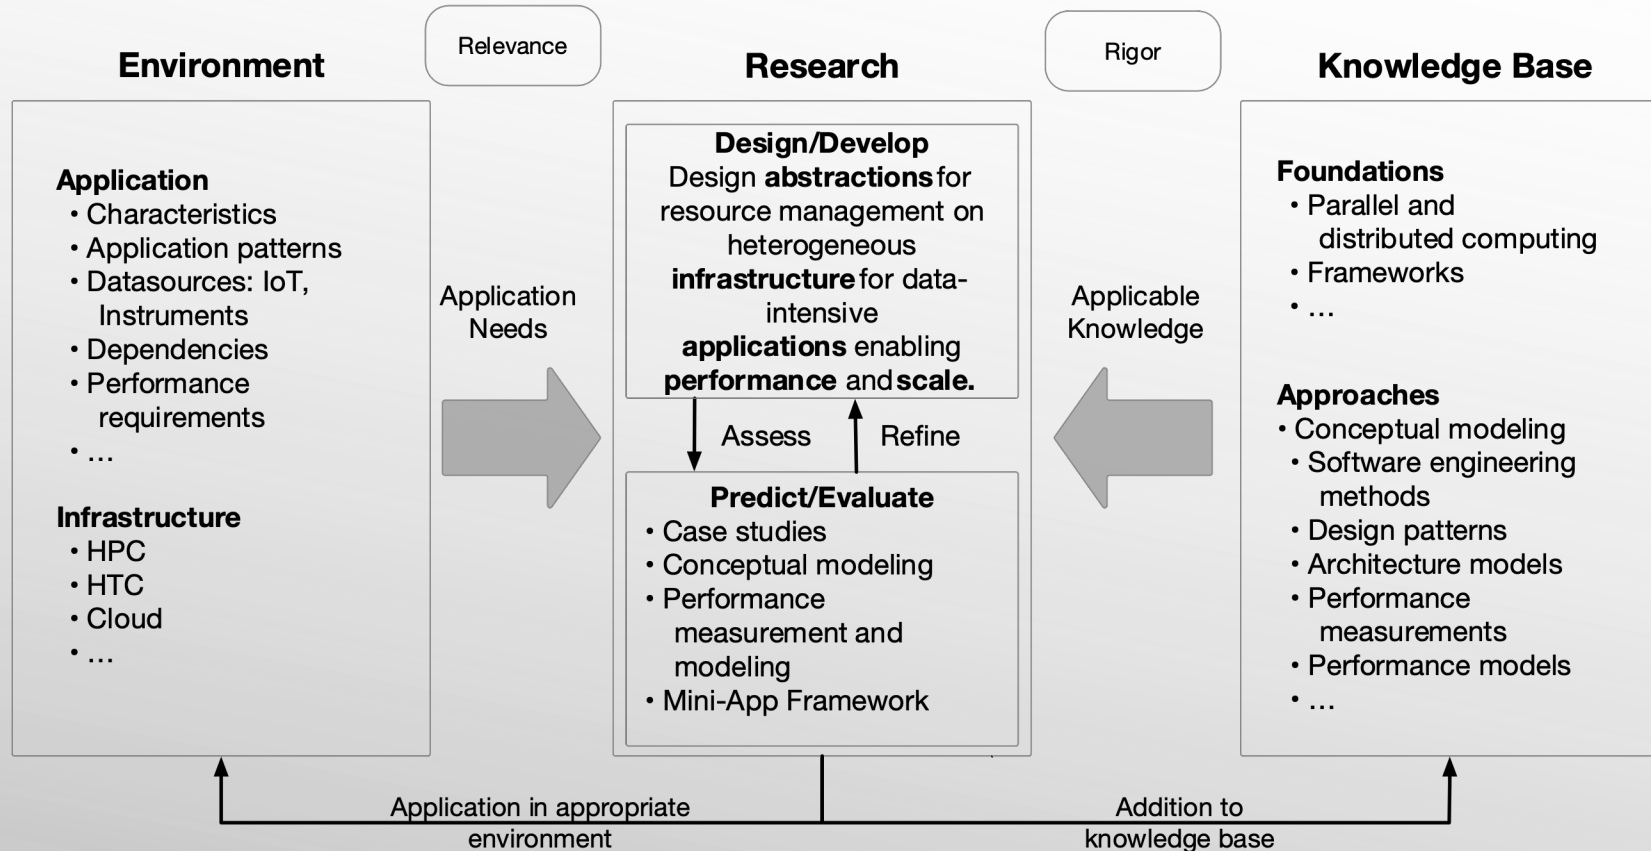 Relevance
Rigor
Environment
Research
Knowledge Base
Application
• Characteristics
• Application patterns
• Datasources: IoT,
Instruments
• Dependencies
• Performance
requirements
• …
Infrastructure
• HPC
• HTC
• Cloud
• …
Application
Needs
Design/Develop
Design abstractions for
resource management on
heterogeneous
infrastructure for data-
intensive
applications enabling
performance and scale.
Assess
Refine
Predict/Evaluate
• Case studies
• Conceptual modeling
• Performance
measurement and
modeling
• Mini-App Framework
Applicable
Knowledge
Foundations
• Parallel and
distributed computing
• Frameworks
• …
Approaches
• Conceptual modeling
• Software engineering
methods
• Design patterns
• Architecture models
• Performance
measurements
• Performance models
• …
Application in appropriate
environment
Addition to
knowledge base